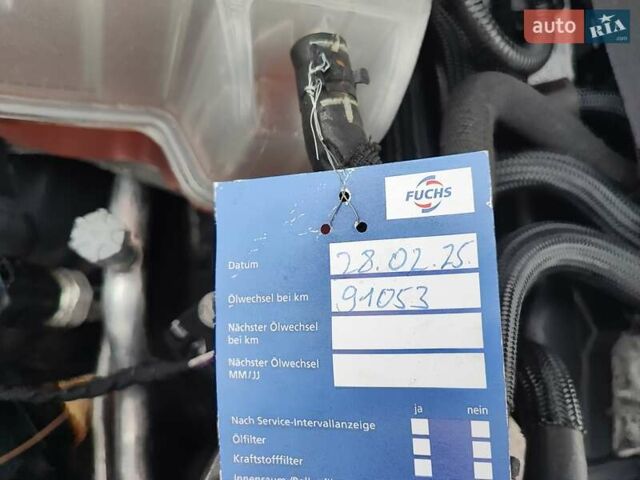 auto RIA.com
FUCHS
Datum 28.02.25.
Ölwechsel bei km 91053
Nächster Ölwechsel
bei km
Nächster Ölwechsel
MM/JJ
ja nein
Nach Service-Intervallanzeige
Ölfilter
Kraftstofffilter